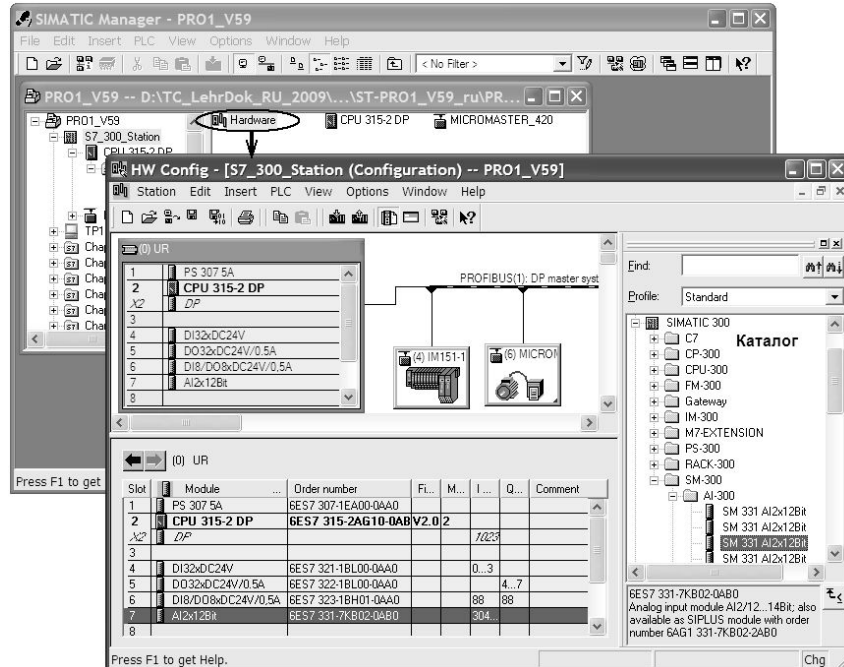 SIMATIC Manager - PRO1_V59
File Edit Insert PLC View Options Window Help
< No Filter >
PRO1_V59 -- D:\TC_LehrDok_RU_2009\...\ST-PRO1_V59_ru\PR...
PRO1_V59
S7_300_Station
CPU 315-2 DP
TP1
Cha
Cha
Cha
Cha
Cha
Hardware
CPU 315-2 DP
MICROMASTER_420
Press F1 to get
HW Config - [S7_300_Station (Configuration) -- PRO1_V59]
Station Edit Insert PLC View Options Window Help
(0) UR
1 PS 307 5A
2 CPU 315-2 DP
X2 DP
3
4 DI32xDC24V
5 DO32xDC24V/0.5A
6 DI8/DO8xDC24V/0,5A
7 AI2x12Bit
8
PROFIBUS(1): DP master syst
(4) IM151-1
(6) MICROM
Find:
Profile: Standard
SIMATIC 300
C7
Каталог
CP-300
CPU-300
FM-300
Gateway
IM-300
M7-EXTENSION
PS-300
RACK-300
SM-300
AI-300
SM 331 AI2x12Bit
SM 331 AI2x12Bit
SM 331 AI2x12Bit
SM 331 AI2x12Bit
6ES7 331-7KB02-0AB0
Analog input module AI2/12...14Bit; also
available as SIPLUS module with order
number 6AG1 331-7KB02-2AB0
(0) UR
Slot Module ... Order number Fi... M... I ... Q... Comment
1 PS 307 5A 6ES7 307-1EA00-0AA0
2 CPU 315-2 DP 6ES7 315-2AG10-0AB V2.0 2
X2 DP 1023
3
4 DI32xDC24V 6ES7 321-1BL00-0AA0 0...3
5 DO32xDC24V/0.5A 6ES7 322-1BL00-0AA0 4...7
6 DI8/DO8xDC24V/0,5A 6ES7 323-1BH01-0AA0 88 88
7 AI2x12Bit 6ES7 331-7KB02-0AB0 304...
8
Press F1 to get Help.
Chg